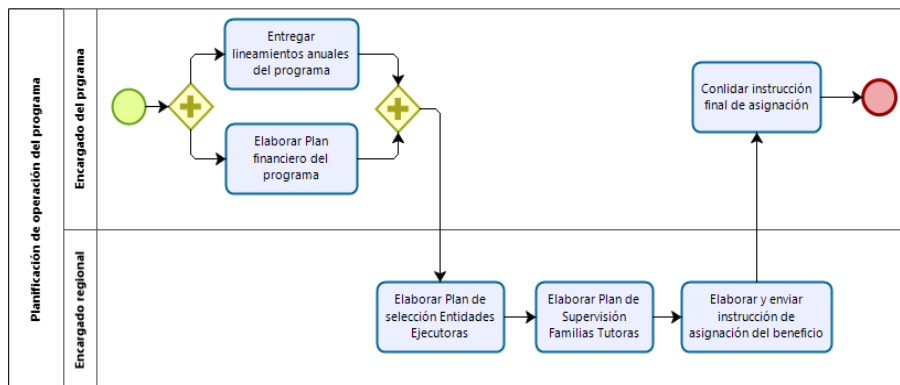 Planificación de operación del programa
Encargado del prgrama
Entregar
lineamientos anuales
del programa
Elaborar Plan
financiero del
programa
Conlidar instrucción
final de asignación
Encargado regional
Elaborar Plan de
selección Entidades
Ejecutoras
Elaborar Plan de
Supervisión
Familias Tutoras
Elaborar y enviar
instrucción de
asignación del beneficio